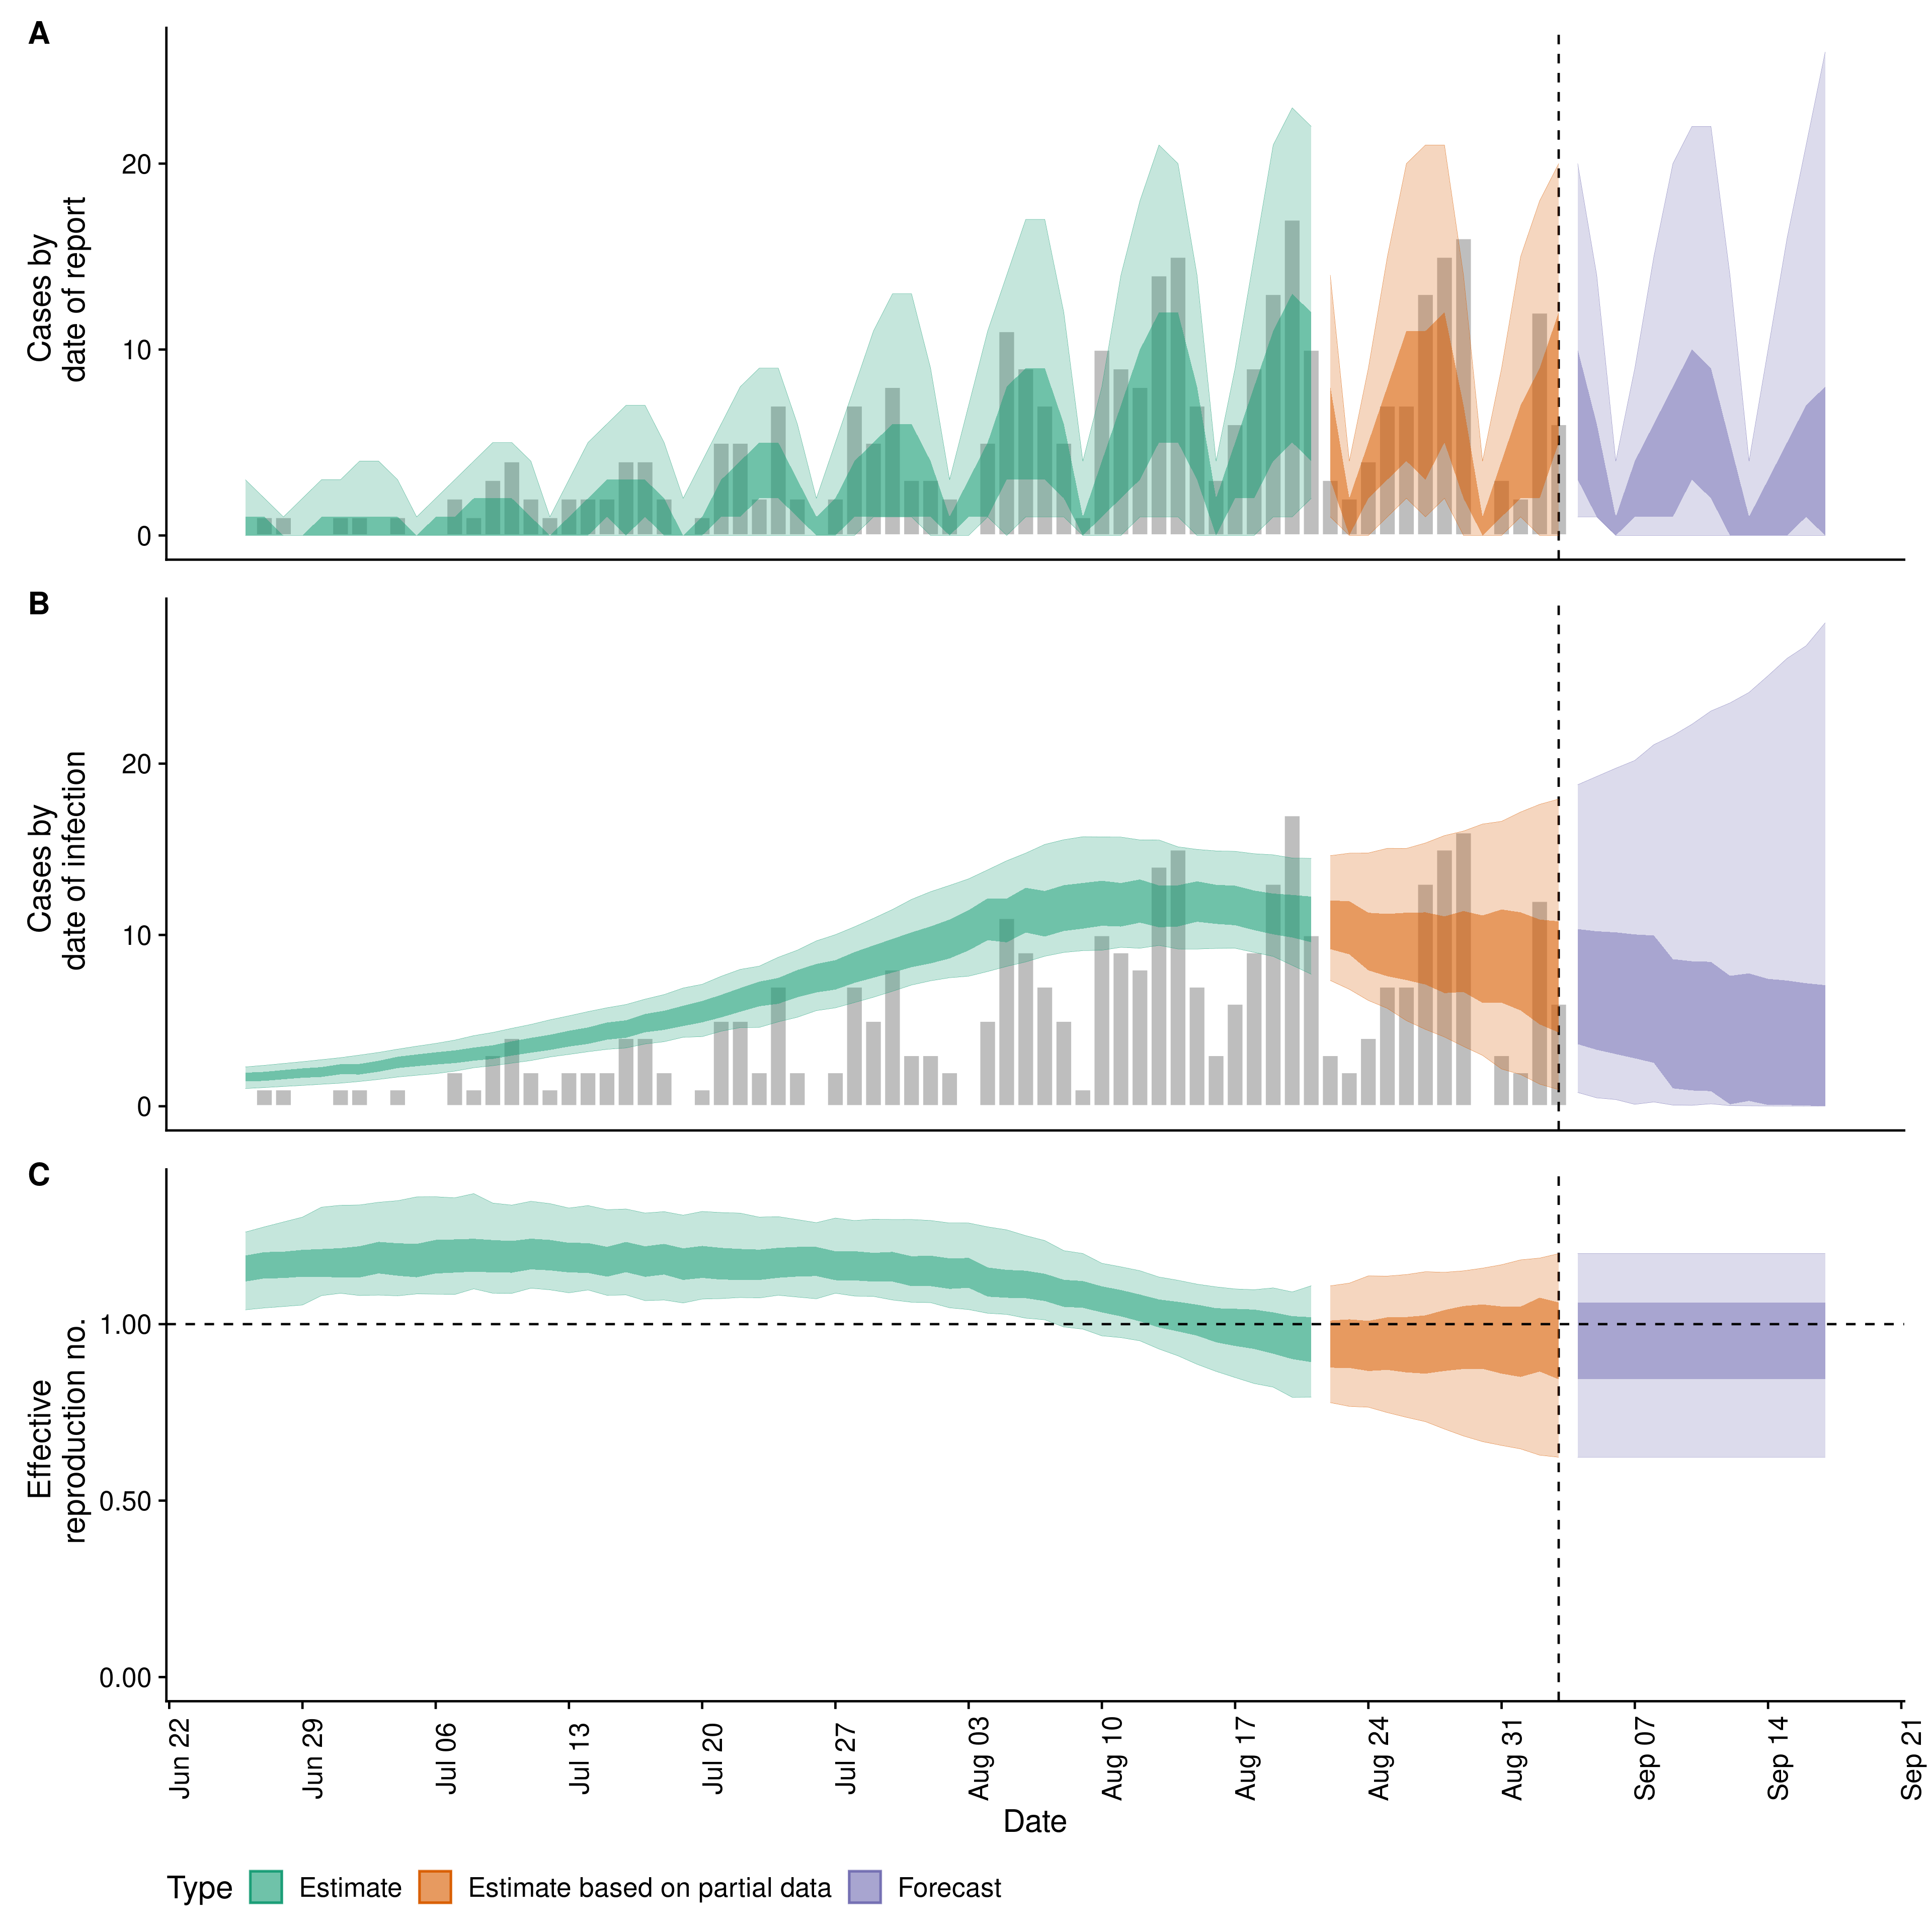 A
Cases by
date of report
20
10
0
B
Cases by
date of infection
20
10
0
C
Effective
reproduction no.
1.00
0.50
0.00
Jun 22
Jun 29
Jul 06
Jul 13
Jul 20
Jul 27
Aug 03
Aug 10
Aug 17
Aug 24
Aug 31
Sep 07
Sep 14
Sep 21
Date
Type Estimate Estimate based on partial data Forecast